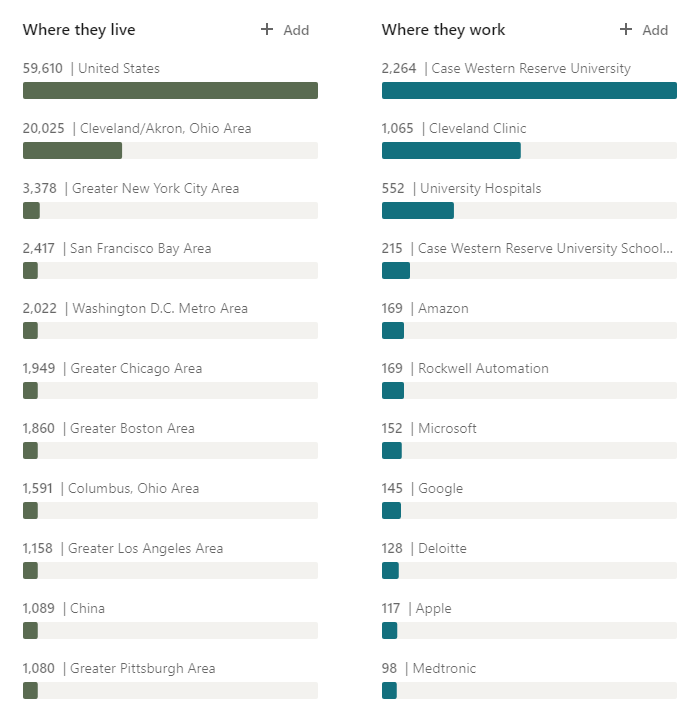 Where they live
+ Add
59,610 | United States
20,025 | Cleveland/Akron, Ohio Area
3,378 | Greater New York City Area
2,417 | San Francisco Bay Area
2,022 | Washington D.C. Metro Area
1,949 | Greater Chicago Area
1,860 | Greater Boston Area
1,591 | Columbus, Ohio Area
1,158 | Greater Los Angeles Area
1,089 | China
1,080 | Greater Pittsburgh Area
Where they work
+ Add
2,264 | Case Western Reserve University
1,065 | Cleveland Clinic
552 | University Hospitals
215 | Case Western Reserve University School...
169 | Amazon
169 | Rockwell Automation
152 | Microsoft
145 | Google
128 | Deloitte
117 | Apple
98 | Medtronic